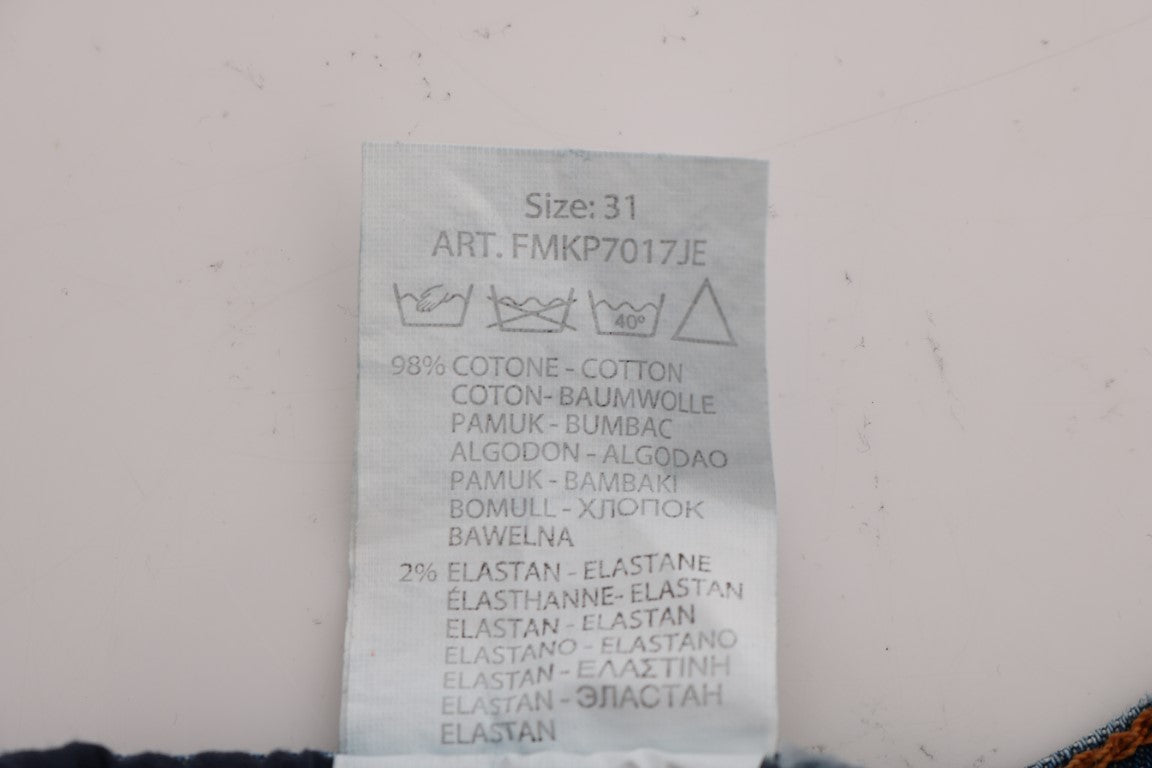 Size: 31
ART. FMKP7017JE
40°
98% COTONE - COTTON
COTON- BAUMWOLLE
PAMUK - BUMBAC
ALGODON - ALGODAO
PAMUK - BAMBAKI
BOMULL - ХЛОПОК
BAWELNA
2% ELASTAN - ELASTANE
ÉLASTHANNE- ELASTAN
ELASTAN - ELASTAN
ELASTANO - ELASTANO
ELASTAN - ΕΛΑΣΤΙΝΗ
ELASTAN - ЭЛАСТАН
ELASTAN